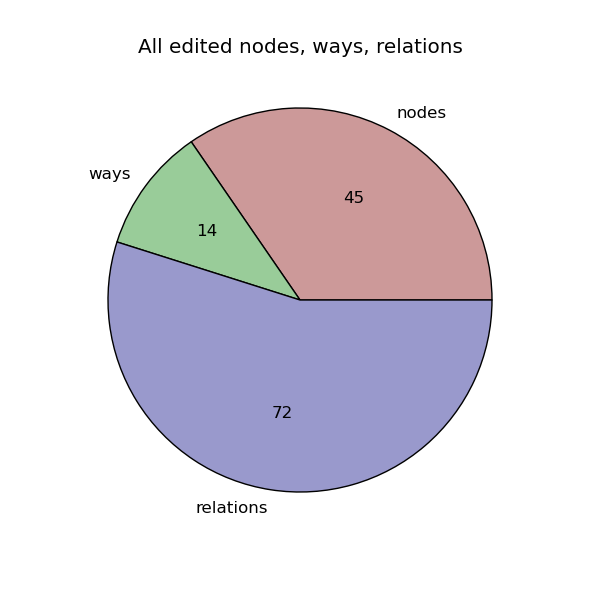 All edited nodes, ways, relations
nodes
ways
45
14
72
relations